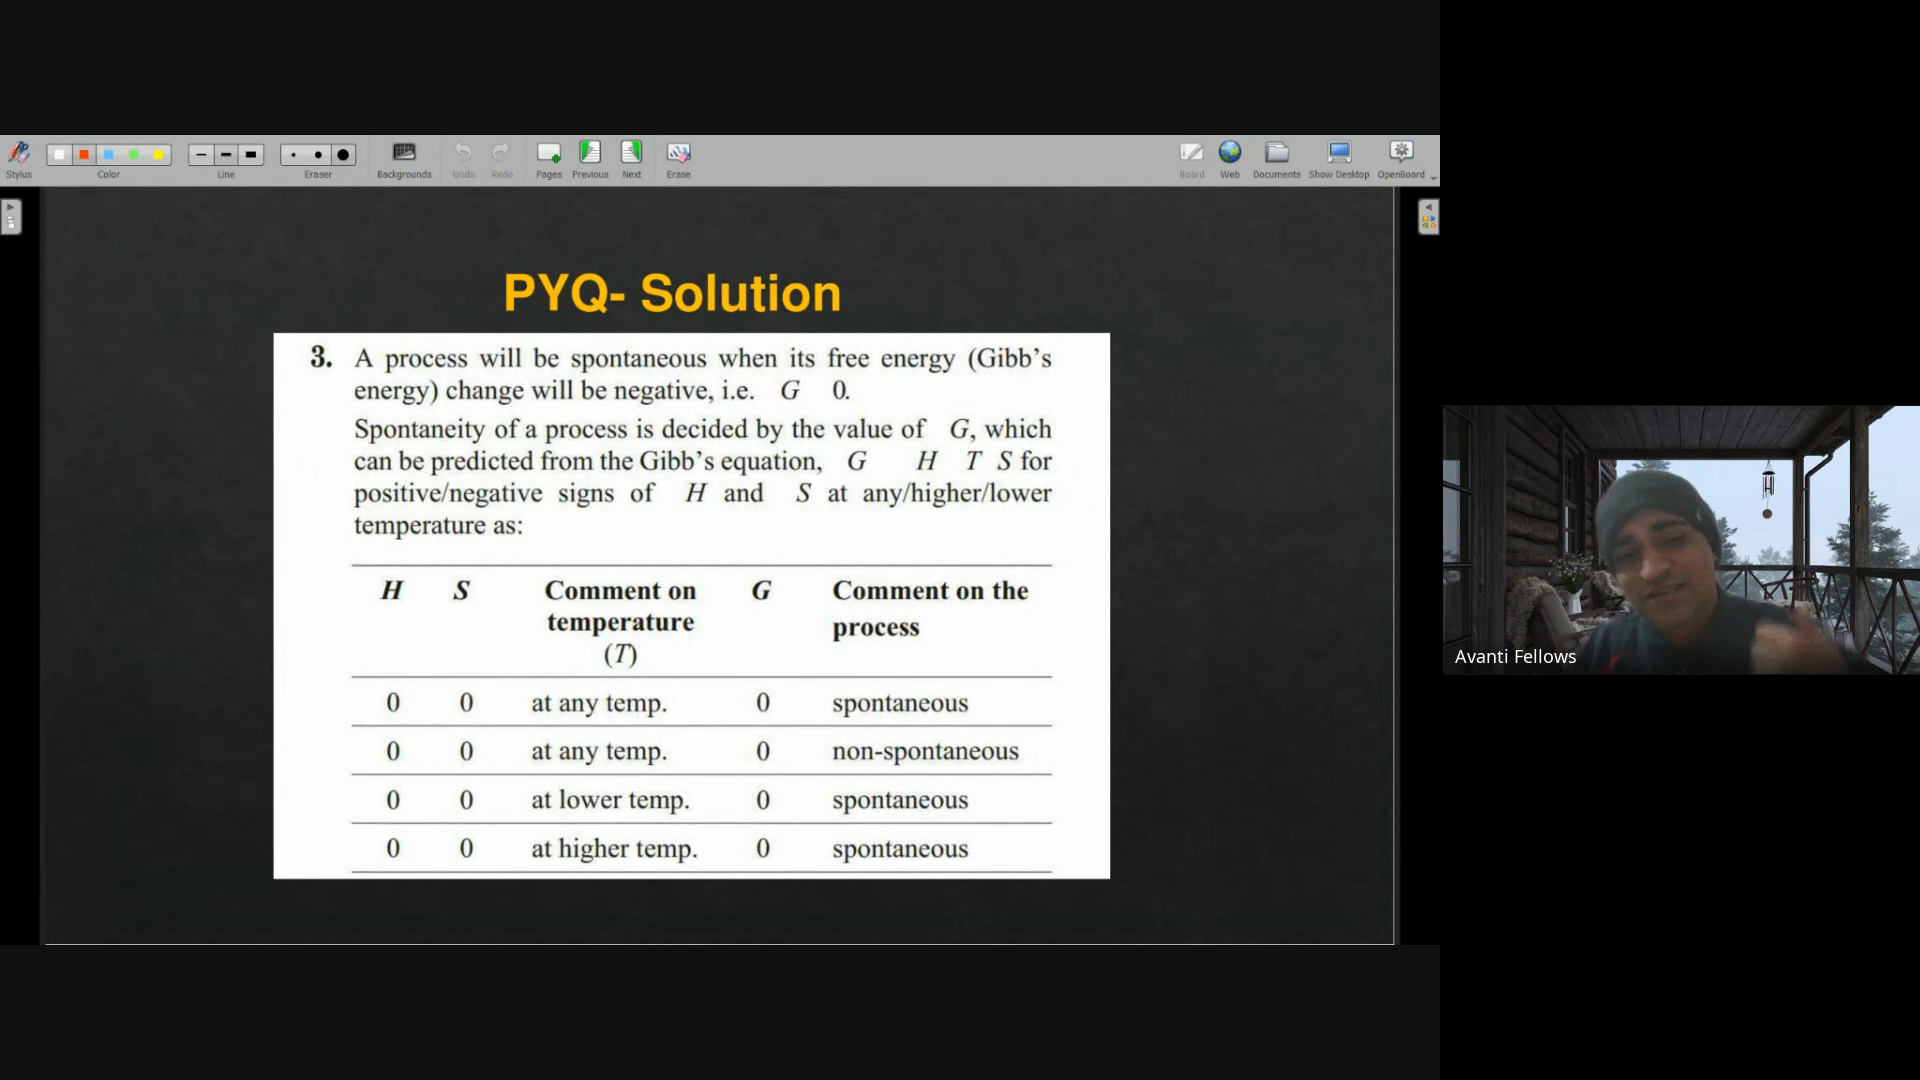 Stylus
Color
Line
Eraser
Backgrounds
Undo
Redo
Pages
Previous
Next
Erase
Board
Web
Documents
Show Desktop
OpenBoard
PYQ- Solution
3. A process will be spontaneous when its free energy (Gibb's
energy) change will be negative, i.e. G 0.
Spontaneity of a process is decided by the value of G, which
can be predicted from the Gibb's equation, G H T S for
positive/negative signs of H and S at any/higher/lower
temperature as:
H S Comment on G Comment on the
temperature process
(T)
0 0 at any temp. 0 spontaneous
0 0 at any temp. 0 non-spontaneous
0 0 at lower temp. 0 spontaneous
0 0 at higher temp. 0 spontaneous
Avanti Fellows